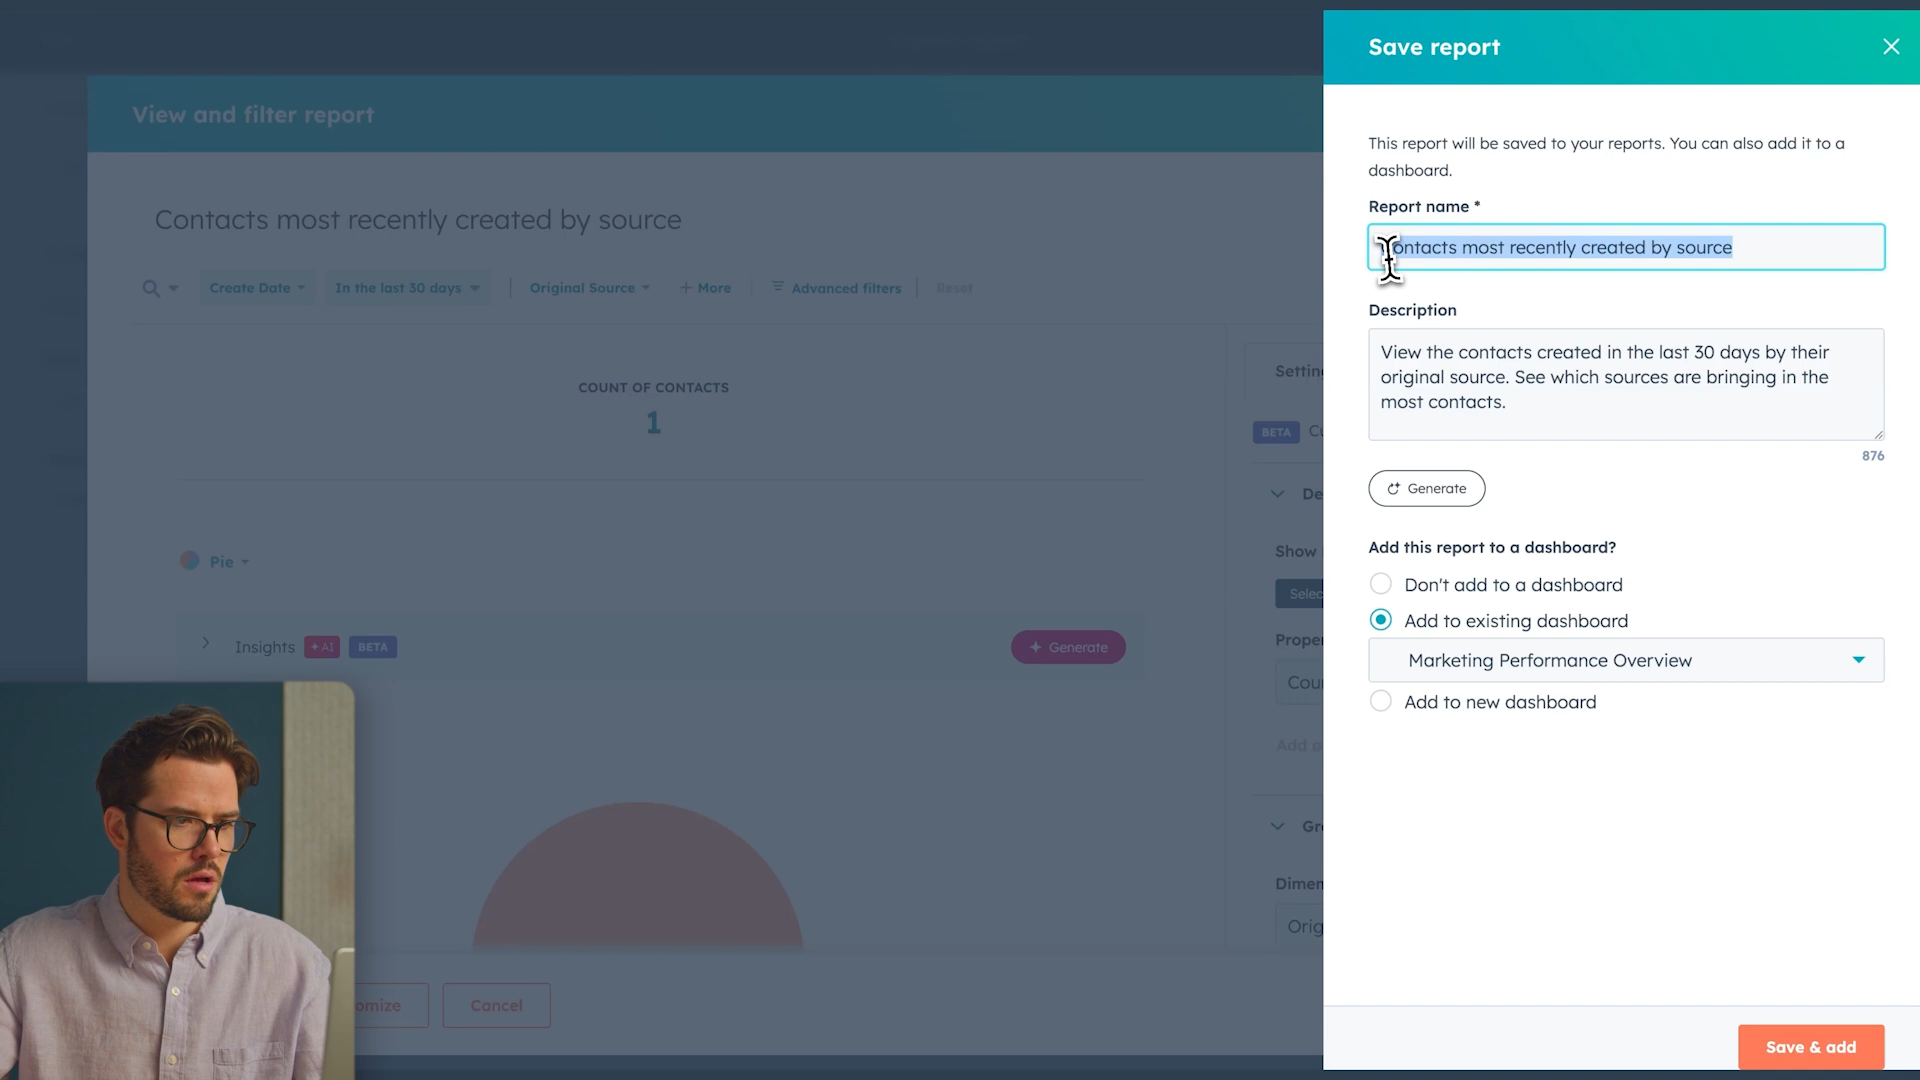 Save report
View and filter report
This report will be saved to your reports. You can also add it to a
dashboard.
Report name *
Contacts most recently created by source
Contacts most recently created by source
Create Date
In the last 30 days
Original Source
+ More
Advanced filters
Reset
Description
View the contacts created in the last 30 days by their
original source. See which sources are bringing in the
most contacts.
876
Generate
COUNT OF CONTACTS
1
BETA
Pie
Insights
AI
BETA
Generate
Show
Add this report to a dashboard?
Don't add to a dashboard
Add to existing dashboard
Marketing Performance Overview
Add to new dashboard
Cancel
Save & add